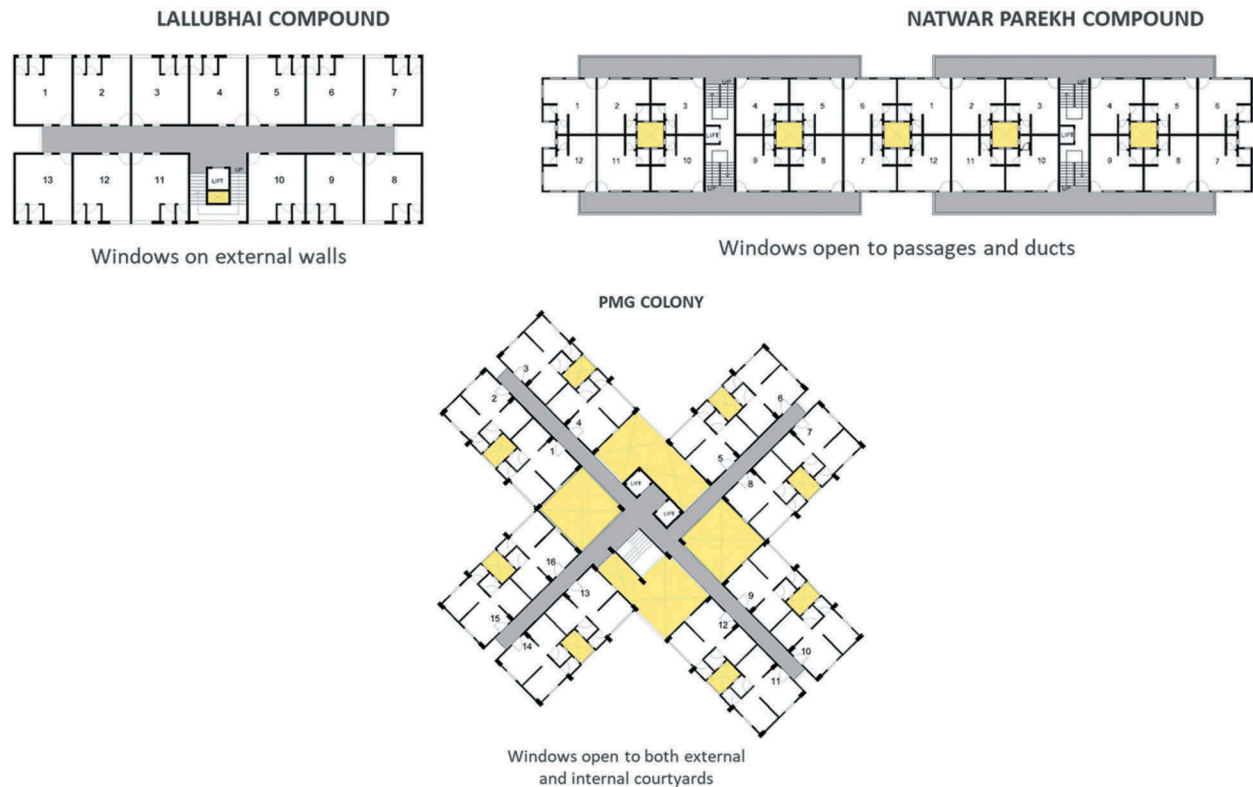 LALLUBHAI COMPOUND
1 2 3 4 5 6 7
13 12 11 LIFT UP 10 9 8
Windows on external walls
NATWAR PAREKH COMPOUND
UP UP
1 2 3 4 5 6 1 2 3 4 5 6
LIFT LIFT
12 11 10 9 8 7 12 11 10 9 8 7
UP UP
Windows open to passages and ducts
PMG COLONY
3
2 6
4 7
1 5
8
LIFT
LIFT
16
13 9
15 12
14 10
11
Windows open to both external
and internal courtyards